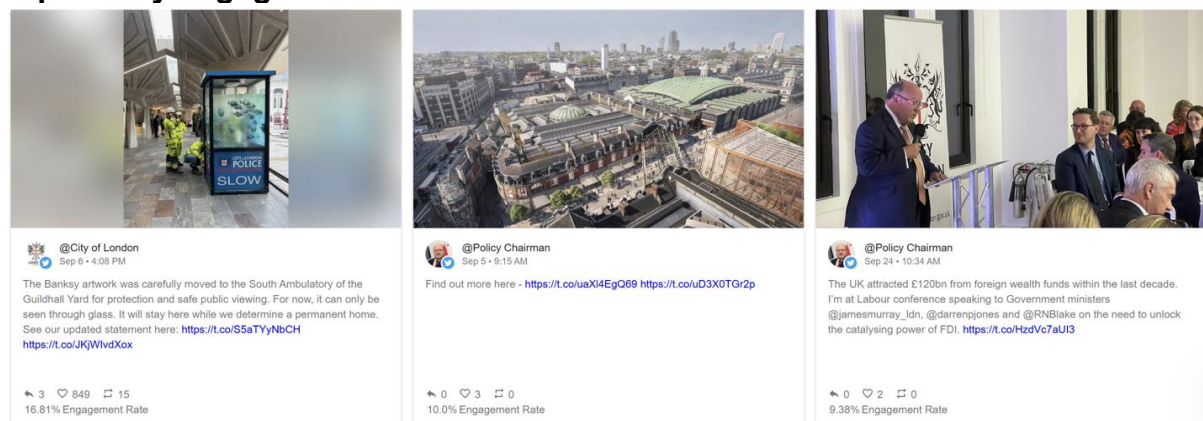 CITY OF LONDON
POLICE
SLOW
@City of London
Sep 6 • 4:08 PM
The Banksy artwork was carefully moved to the South Ambulatory of the
Guildhall Yard for protection and safe public viewing. For now, it can only be
seen through glass. It will stay here while we determine a permanent home.
See our updated statement here: https://t.co/S5aTYyNbCH
https://t.co/JKjWIvdXox
3 849 15
16.81% Engagement Rate
@Policy Chairman
Sep 5 • 9:15 AM
Find out more here - https://t.co/uaXl4EgQ69 https://t.co/uD3X0TGr2p
0 3 0
10.0% Engagement Rate
@Policy Chairman
Sep 24 • 10:34 AM
The UK attracted £120bn from foreign wealth funds within the last decade.
I'm at Labour conference speaking to Government ministers
@jamesmurray_ldn, @darrenpjones and @RNBlake on the need to unlock
the catalysing power of FDI. https://t.co/HzdVc7aUI3
0 2 0
9.38% Engagement Rate